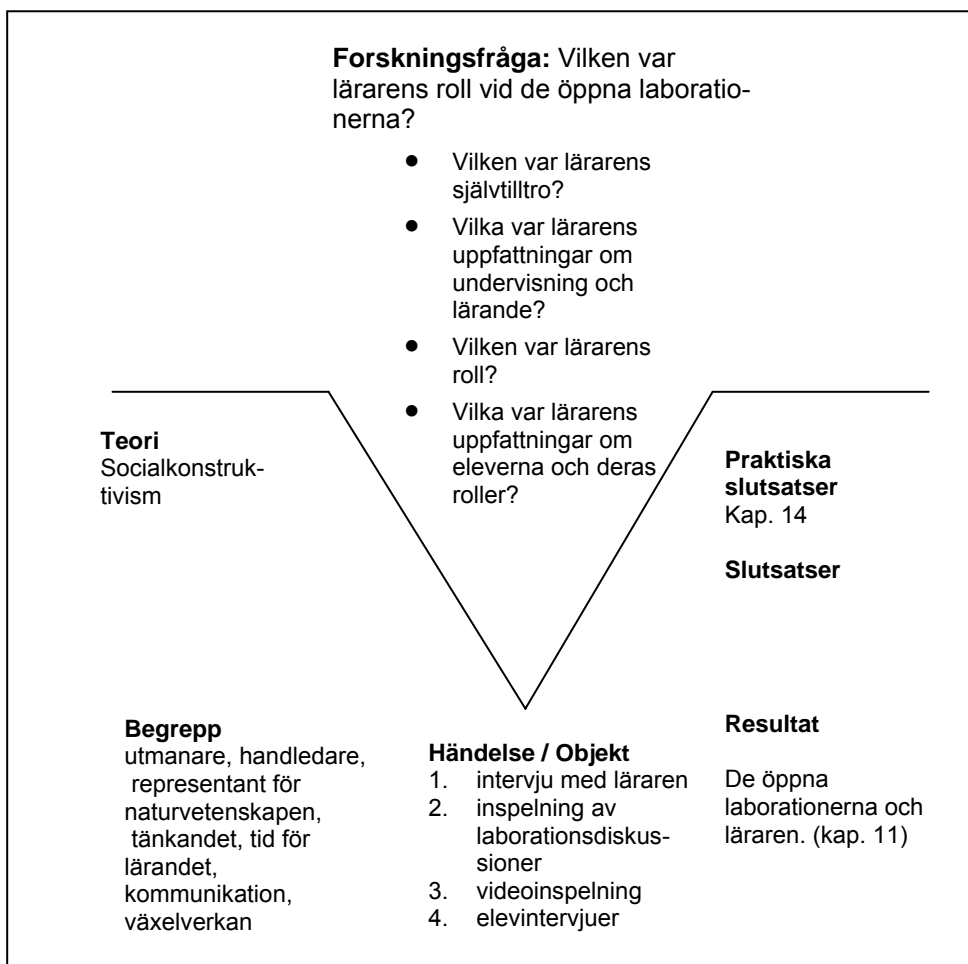 Forskningsfråga: Vilken var
lärarens roll vid de öppna laboratio-
nerna?
• Vilken var lärarens
självtilltro?
• Vilka var lärarens
uppfattningar om
undervisning och
lärande?
• Vilken var lärarens
roll?
• Vilka var lärarens
uppfattningar om
eleverna och deras
roller?
Teori
Socialkonstruk-
tivism
Praktiska
slutsatser
Kap. 14
Slutsatser
Begrepp
utmanare, handledare,
representant för
naturvetenskapen,
tänkandet, tid för
lärandet,
kommunikation,
växelverkan
Händelse / Objekt
1. intervju med läraren
2. inspelning av
laborationsdiskus-
sioner
3. videoinspelning
4. elevintervjuer
Resultat
De öppna
laborationerna och
läraren. (kap. 11)